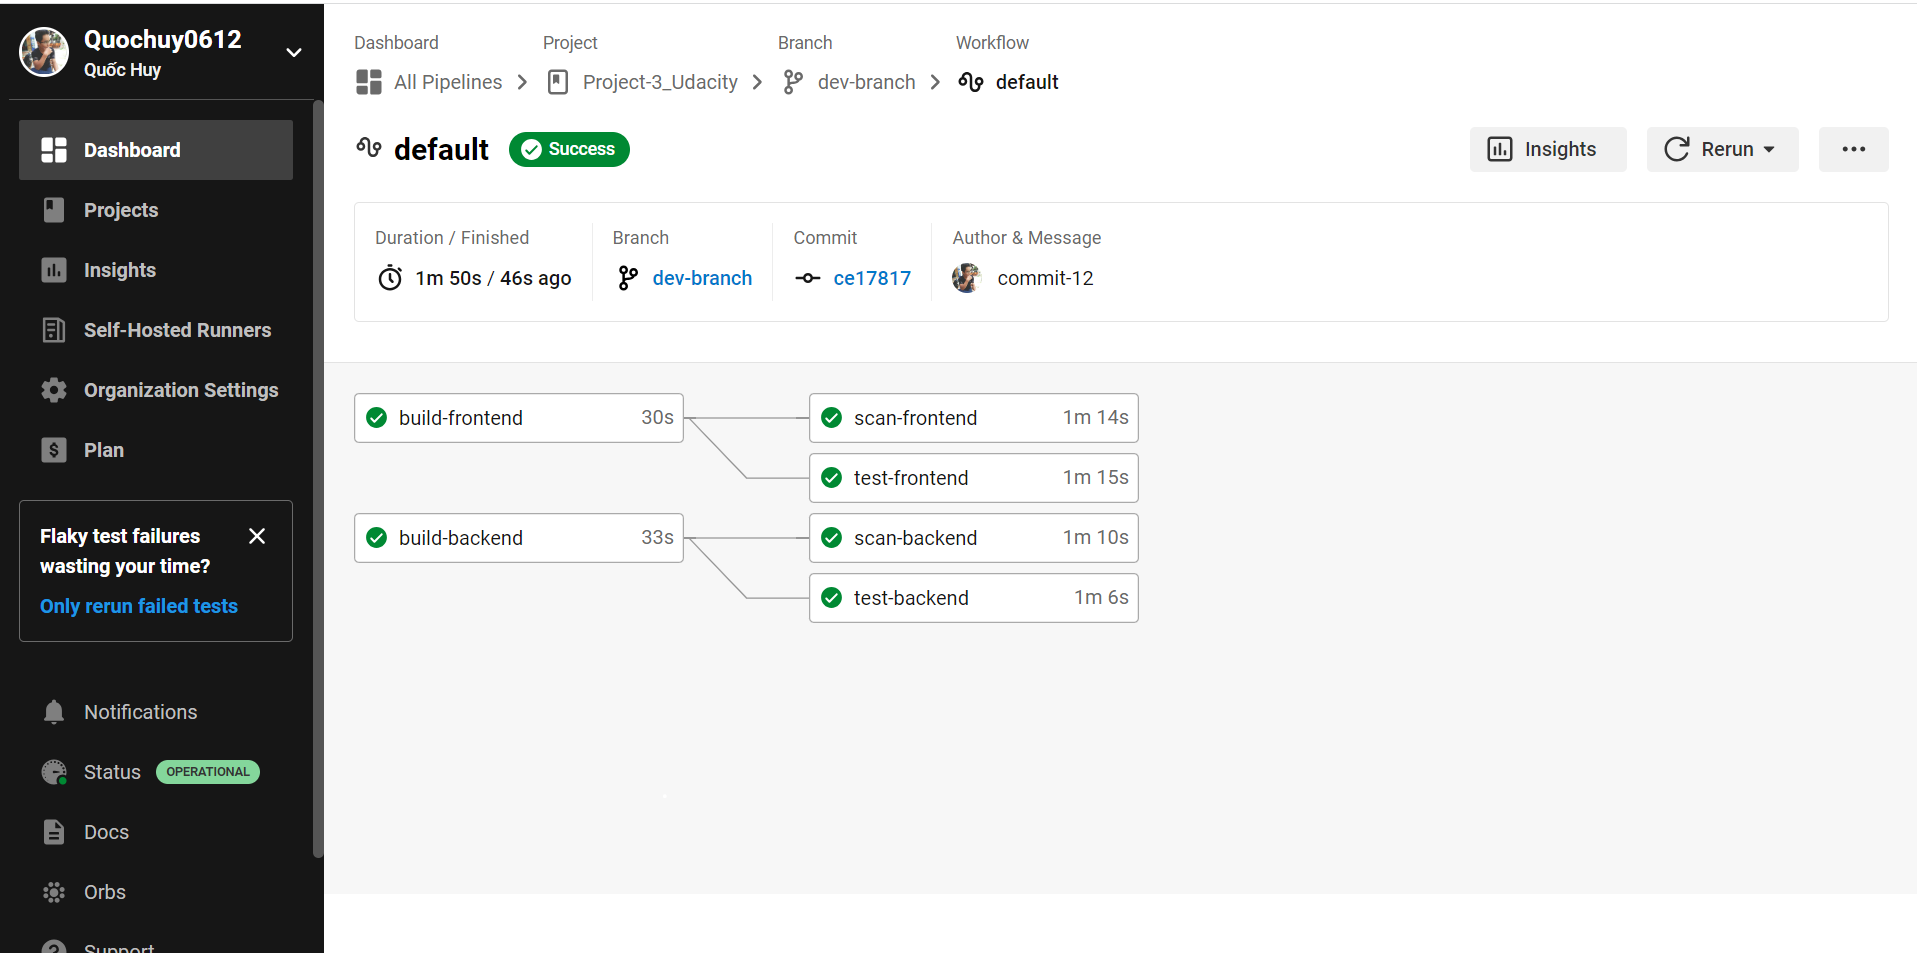 Quochuy0612
Quốc Huy
Dashboard
Projects
Insights
Self-Hosted Runners
Organization Settings
Plan
Flaky test failures
wasting your time?
Only rerun failed tests
Notifications
Status OPERATIONAL
Docs
Orbs
Support
Dashboard Project Branch Workflow
All Pipelines Project-3_Udacity dev-branch default
default Success
Insights Rerun
Duration / Finished Branch Commit Author & Message
1m 50s / 46s ago dev-branch ce17817 commit-12
build-frontend 30s scan-frontend 1m 14s
test-frontend 1m 15s
build-backend 33s scan-backend 1m 10s
test-backend 1m 6s